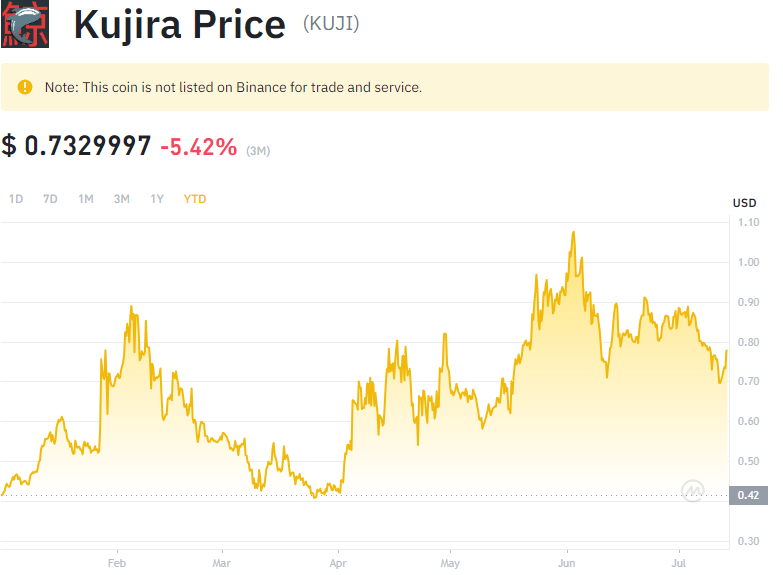 鯨
Kujira Price (KUJI)
Note: This coin is not listed on Binance for trade and service.
$ 0.7329997 -5.42% (3M)
1D 7D 1M 3M 1Y YTD
USD
1.10
1.00
0.90
0.80
0.70
0.60
0.50
0.42
0.30
Feb Mar Apr May Jun Jul